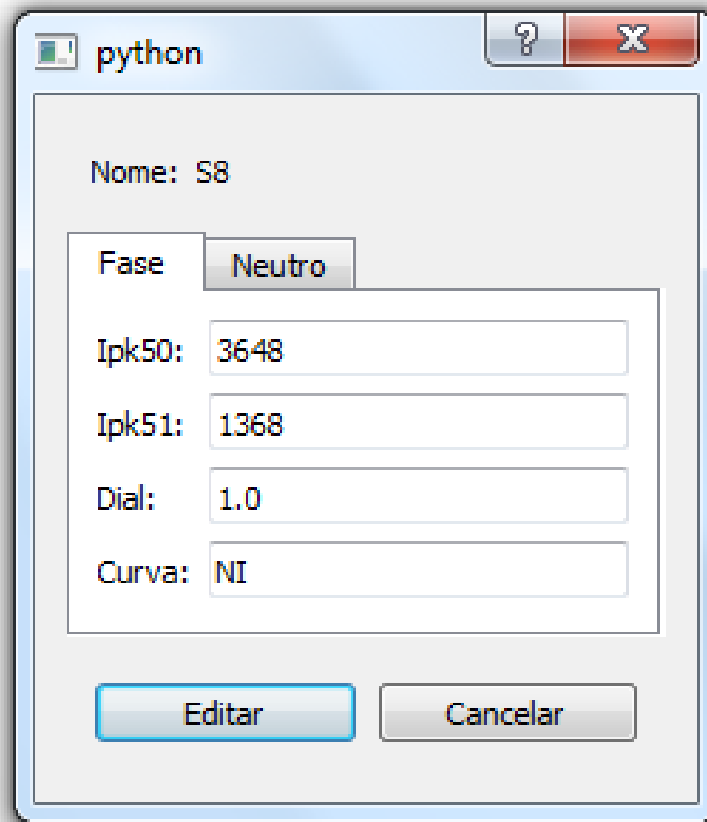 python
Nome: S8
Fase Neutro
Ipk50: 3648
Ipk51: 1368
Dial: 1.0
Curva: NI
Editar Cancelar